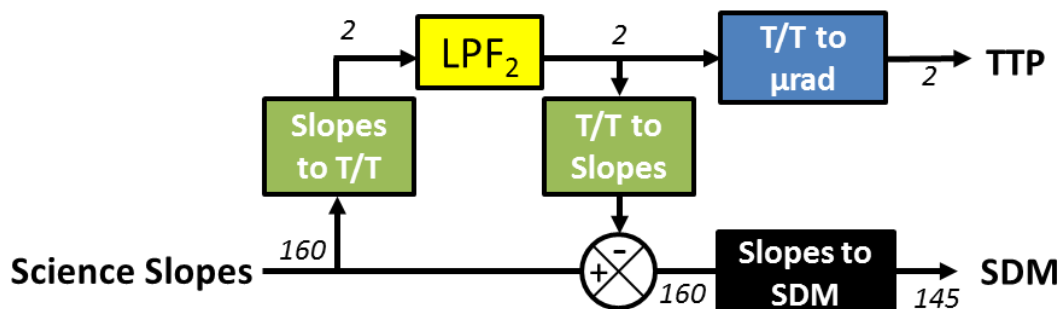 2
LPF₂
2
T/T to
μrad
2
TTP
Slopes
to T/T
T/T to
Slopes
Science Slopes
160
-
+
160
Slopes to
SDM
145
SDM